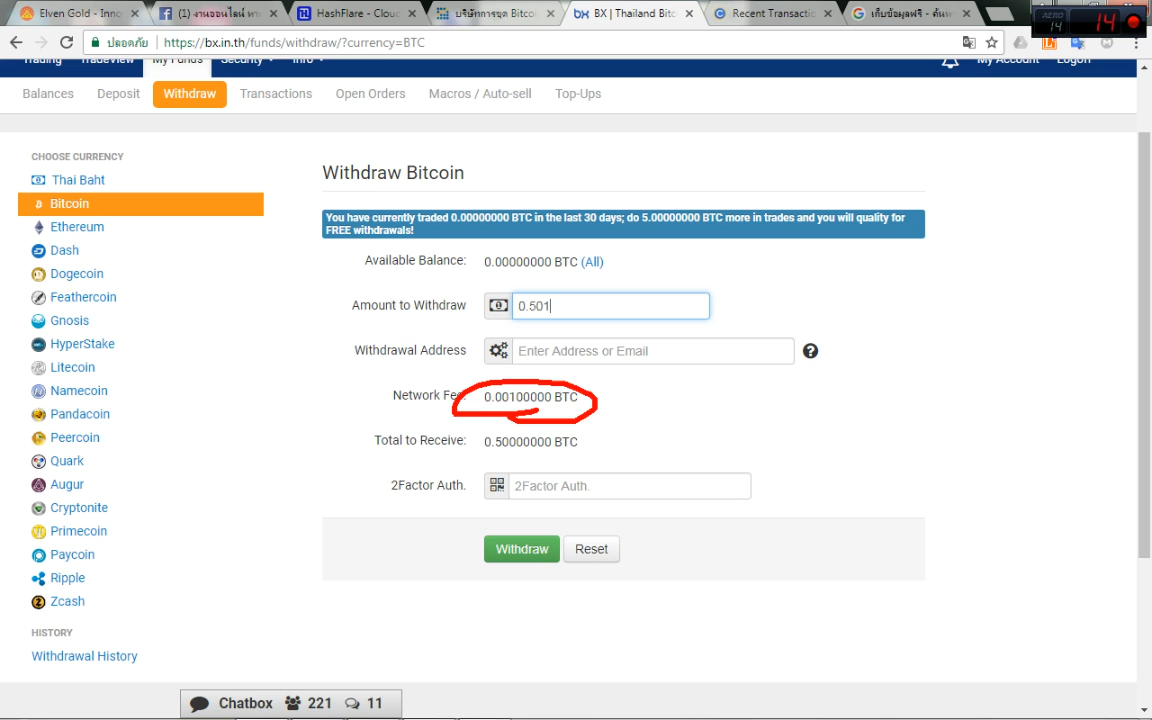 Elven Gold - Inno
(1) งานออนไลน์ หา
HashFlare - Clou
บริษัทการขุด Bitcoi
BX | Thailand Bitc
Recent Transactio
เก็บข้อมูลฟรี - ค้นห
AERO
14
14
ปลอดภัย
https://bx.in.th/funds/withdraw/?currency=BTC
Trading TradeView My Funds Security Info My Account Logoff
Balances Deposit Withdraw Transactions Open Orders Macros / Auto-sell Top-Ups
CHOOSE CURRENCY
Thai Baht
Bitcoin
Ethereum
Dash
Dogecoin
Feathercoin
Gnosis
HyperStake
Litecoin
Namecoin
Pandacoin
Peercoin
Quark
Augur
Cryptonite
Primecoin
Paycoin
Ripple
Zcash
HISTORY
Withdrawal History
Withdraw Bitcoin
You have currently traded 0.00000000 BTC in the last 30 days; do 5.00000000 BTC more in trades and you will quality for
FREE withdrawals!
Available Balance: 0.00000000 BTC (All)
Amount to Withdraw 0.501
Withdrawal Address Enter Address or Email
Network Fee: 0.00100000 BTC
Total to Receive: 0.50000000 BTC
2Factor Auth. 2Factor Auth.
Withdraw Reset
Chatbox 221 11